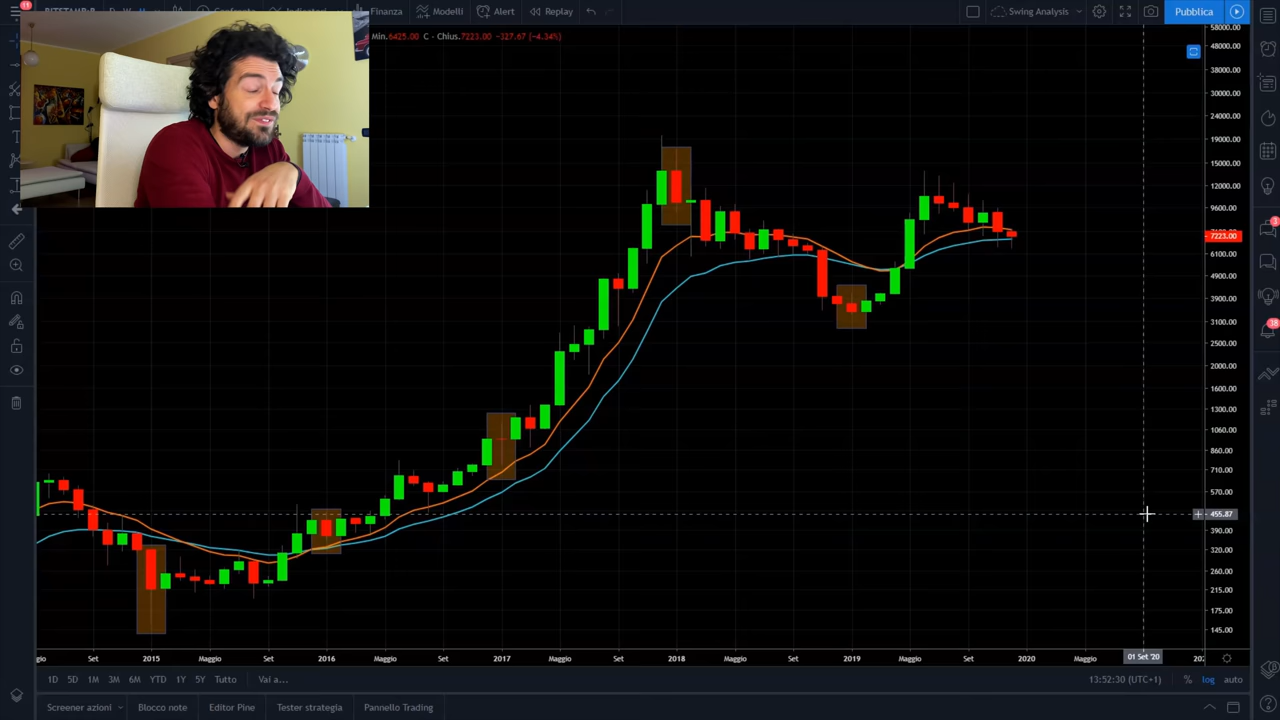 11
Finanza
Modelli
Alert
Replay
Swing Analysis
Pubblica
Min.6425.00 C - Chius.7223.00 −327.67 (−4.34%)
58000.00
48000.00
38000.00
30000.00
24000.00
19000.00
15000.00
12000.00
9600.00
7223.00
6100.00
4900.00
3900.00
3100.00
2500.00
2000.00
1600.00
1300.00
1060.00
860.00
710.00
570.00
455.87
390.00
320.00
260.00
215.00
175.00
145.00
3
18
Set
2015
Maggio
Set
2016
Maggio
Set
2017
Maggio
Set
2018
Maggio
Set
2019
Maggio
Set
2020
Maggio
01 Set '20
1D 5D 1M 3M 6M YTD 1Y 5Y Tutto Vai a...
13:52:30 (UTC+1) % log auto
Screener azioni Blocco note Editor Pine Tester strategia Pannello Trading